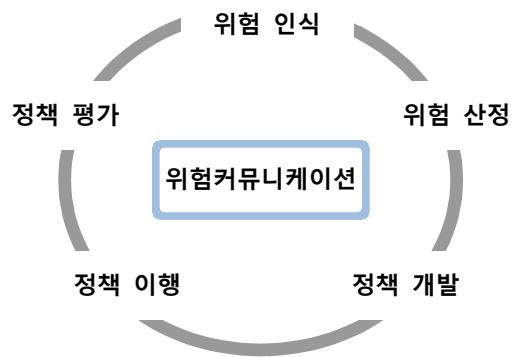 위험 인식
정책 평가
위험 산정
위험커뮤니케이션
정책 이행
정책 개발